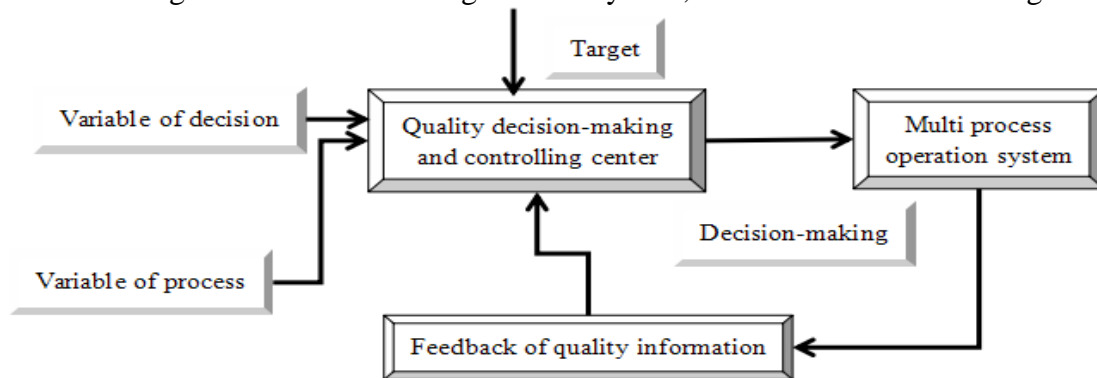 Target
Variable of decision
Quality decision-making
and controlling center
Multi process
operation system
Decision-making
Variable of process
Feedback of quality information